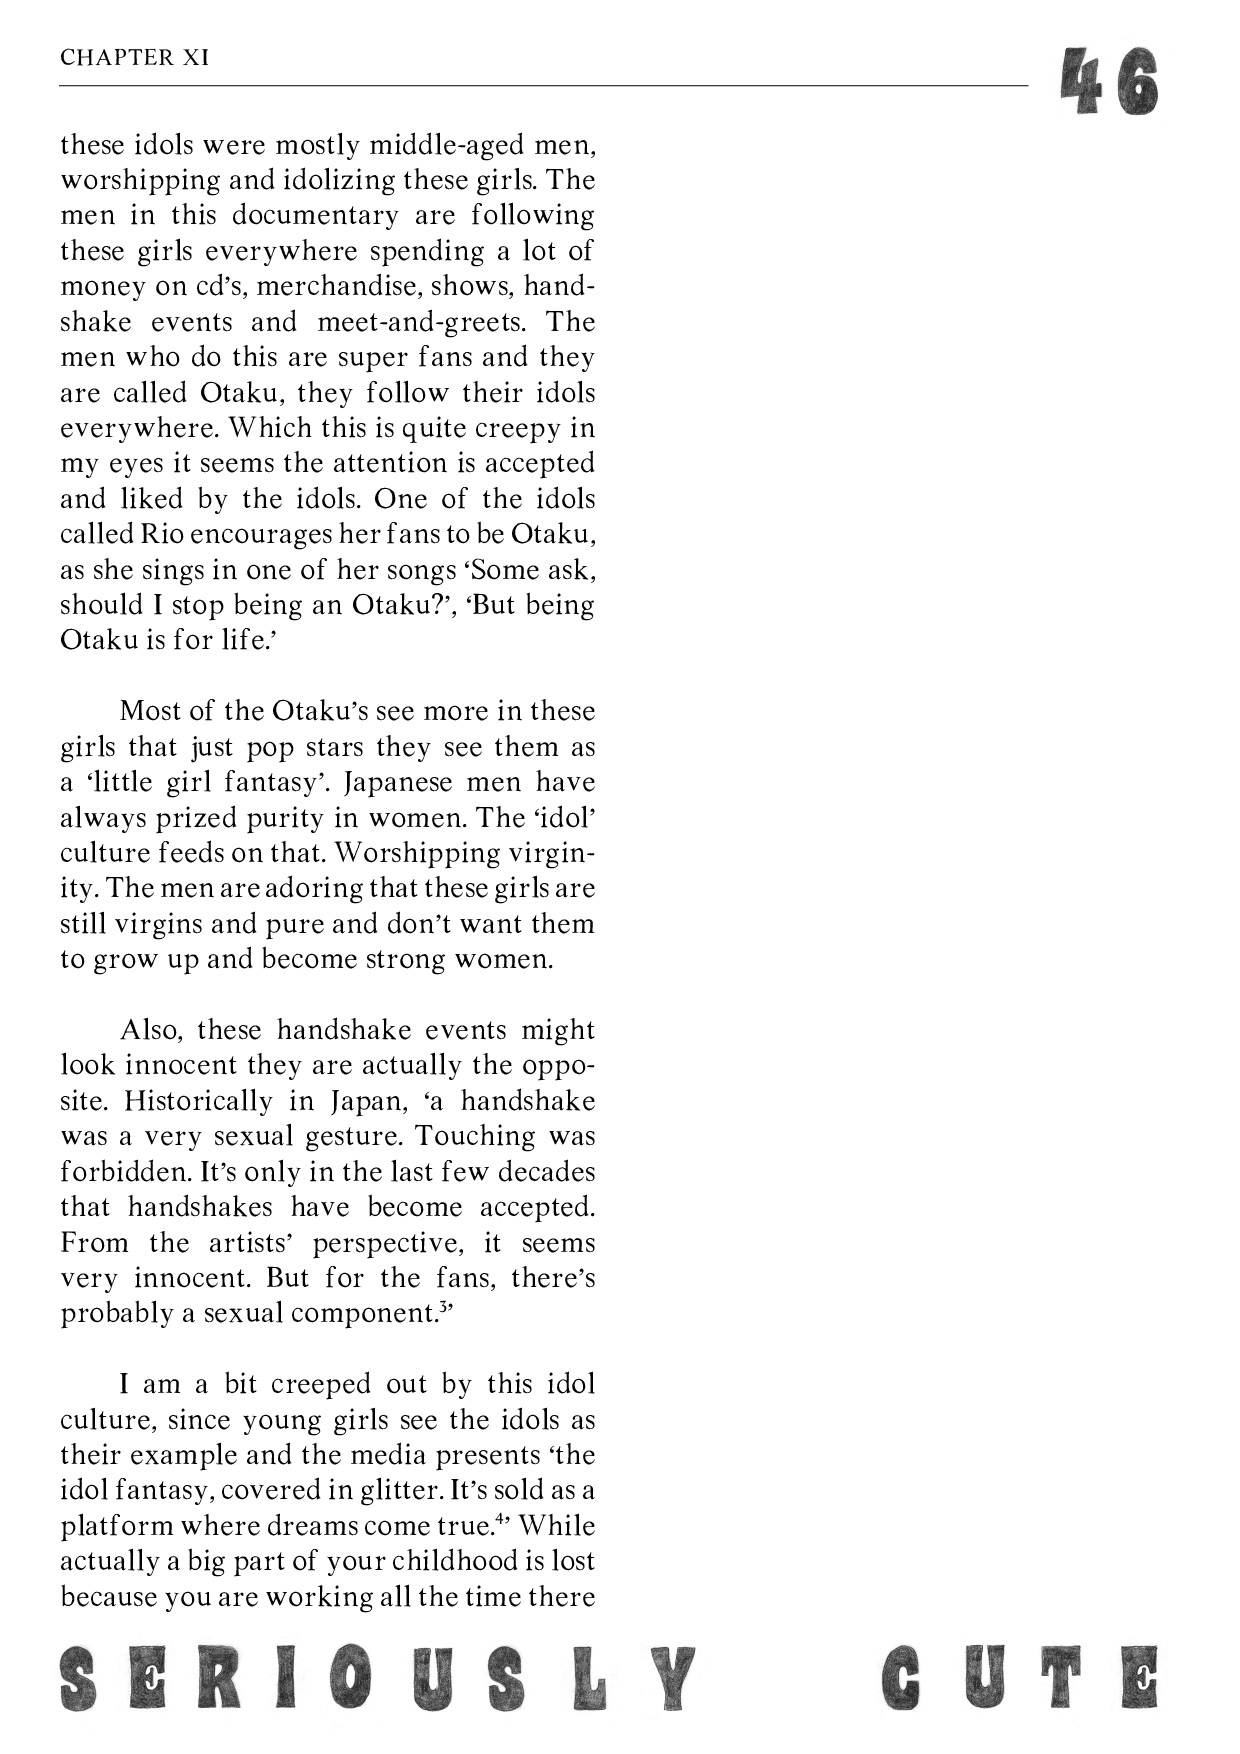 CHAPTER XI
46
these idols were mostly middle-aged men,
worshipping and idolizing these girls. The
men in this documentary are following
these girls everywhere spending a lot of
money on cd’s, merchandise, shows, hand-
shake events and meet-and-greets. The
men who do this are super fans and they
are called Otaku, they follow their idols
everywhere. Which this is quite creepy in
my eyes it seems the attention is accepted
and liked by the idols. One of the idols
called Rio encourages her fans to be Otaku,
as she sings in one of her songs ‘Some ask,
should I stop being an Otaku?’, ‘But being
Otaku is for life.’
Most of the Otaku’s see more in these
girls that just pop stars they see them as
a ‘little girl fantasy’. Japanese men have
always prized purity in women. The ‘idol’
culture feeds on that. Worshipping virgin-
ity. The men are adoring that these girls are
still virgins and pure and don’t want them
to grow up and become strong women.
Also, these handshake events might
look innocent they are actually the oppo-
site. Historically in Japan, ‘a handshake
was a very sexual gesture. Touching was
forbidden. It’s only in the last few decades
that handshakes have become accepted.
From the artists’ perspective, it seems
very innocent. But for the fans, there’s
probably a sexual component.³’
I am a bit creeped out by this idol
culture, since young girls see the idols as
their example and the media presents ‘the
idol fantasy, covered in glitter. It’s sold as a
platform where dreams come true.⁴’ While
actually a big part of your childhood is lost
because you are working all the time there
SERIOUSLY CUTE